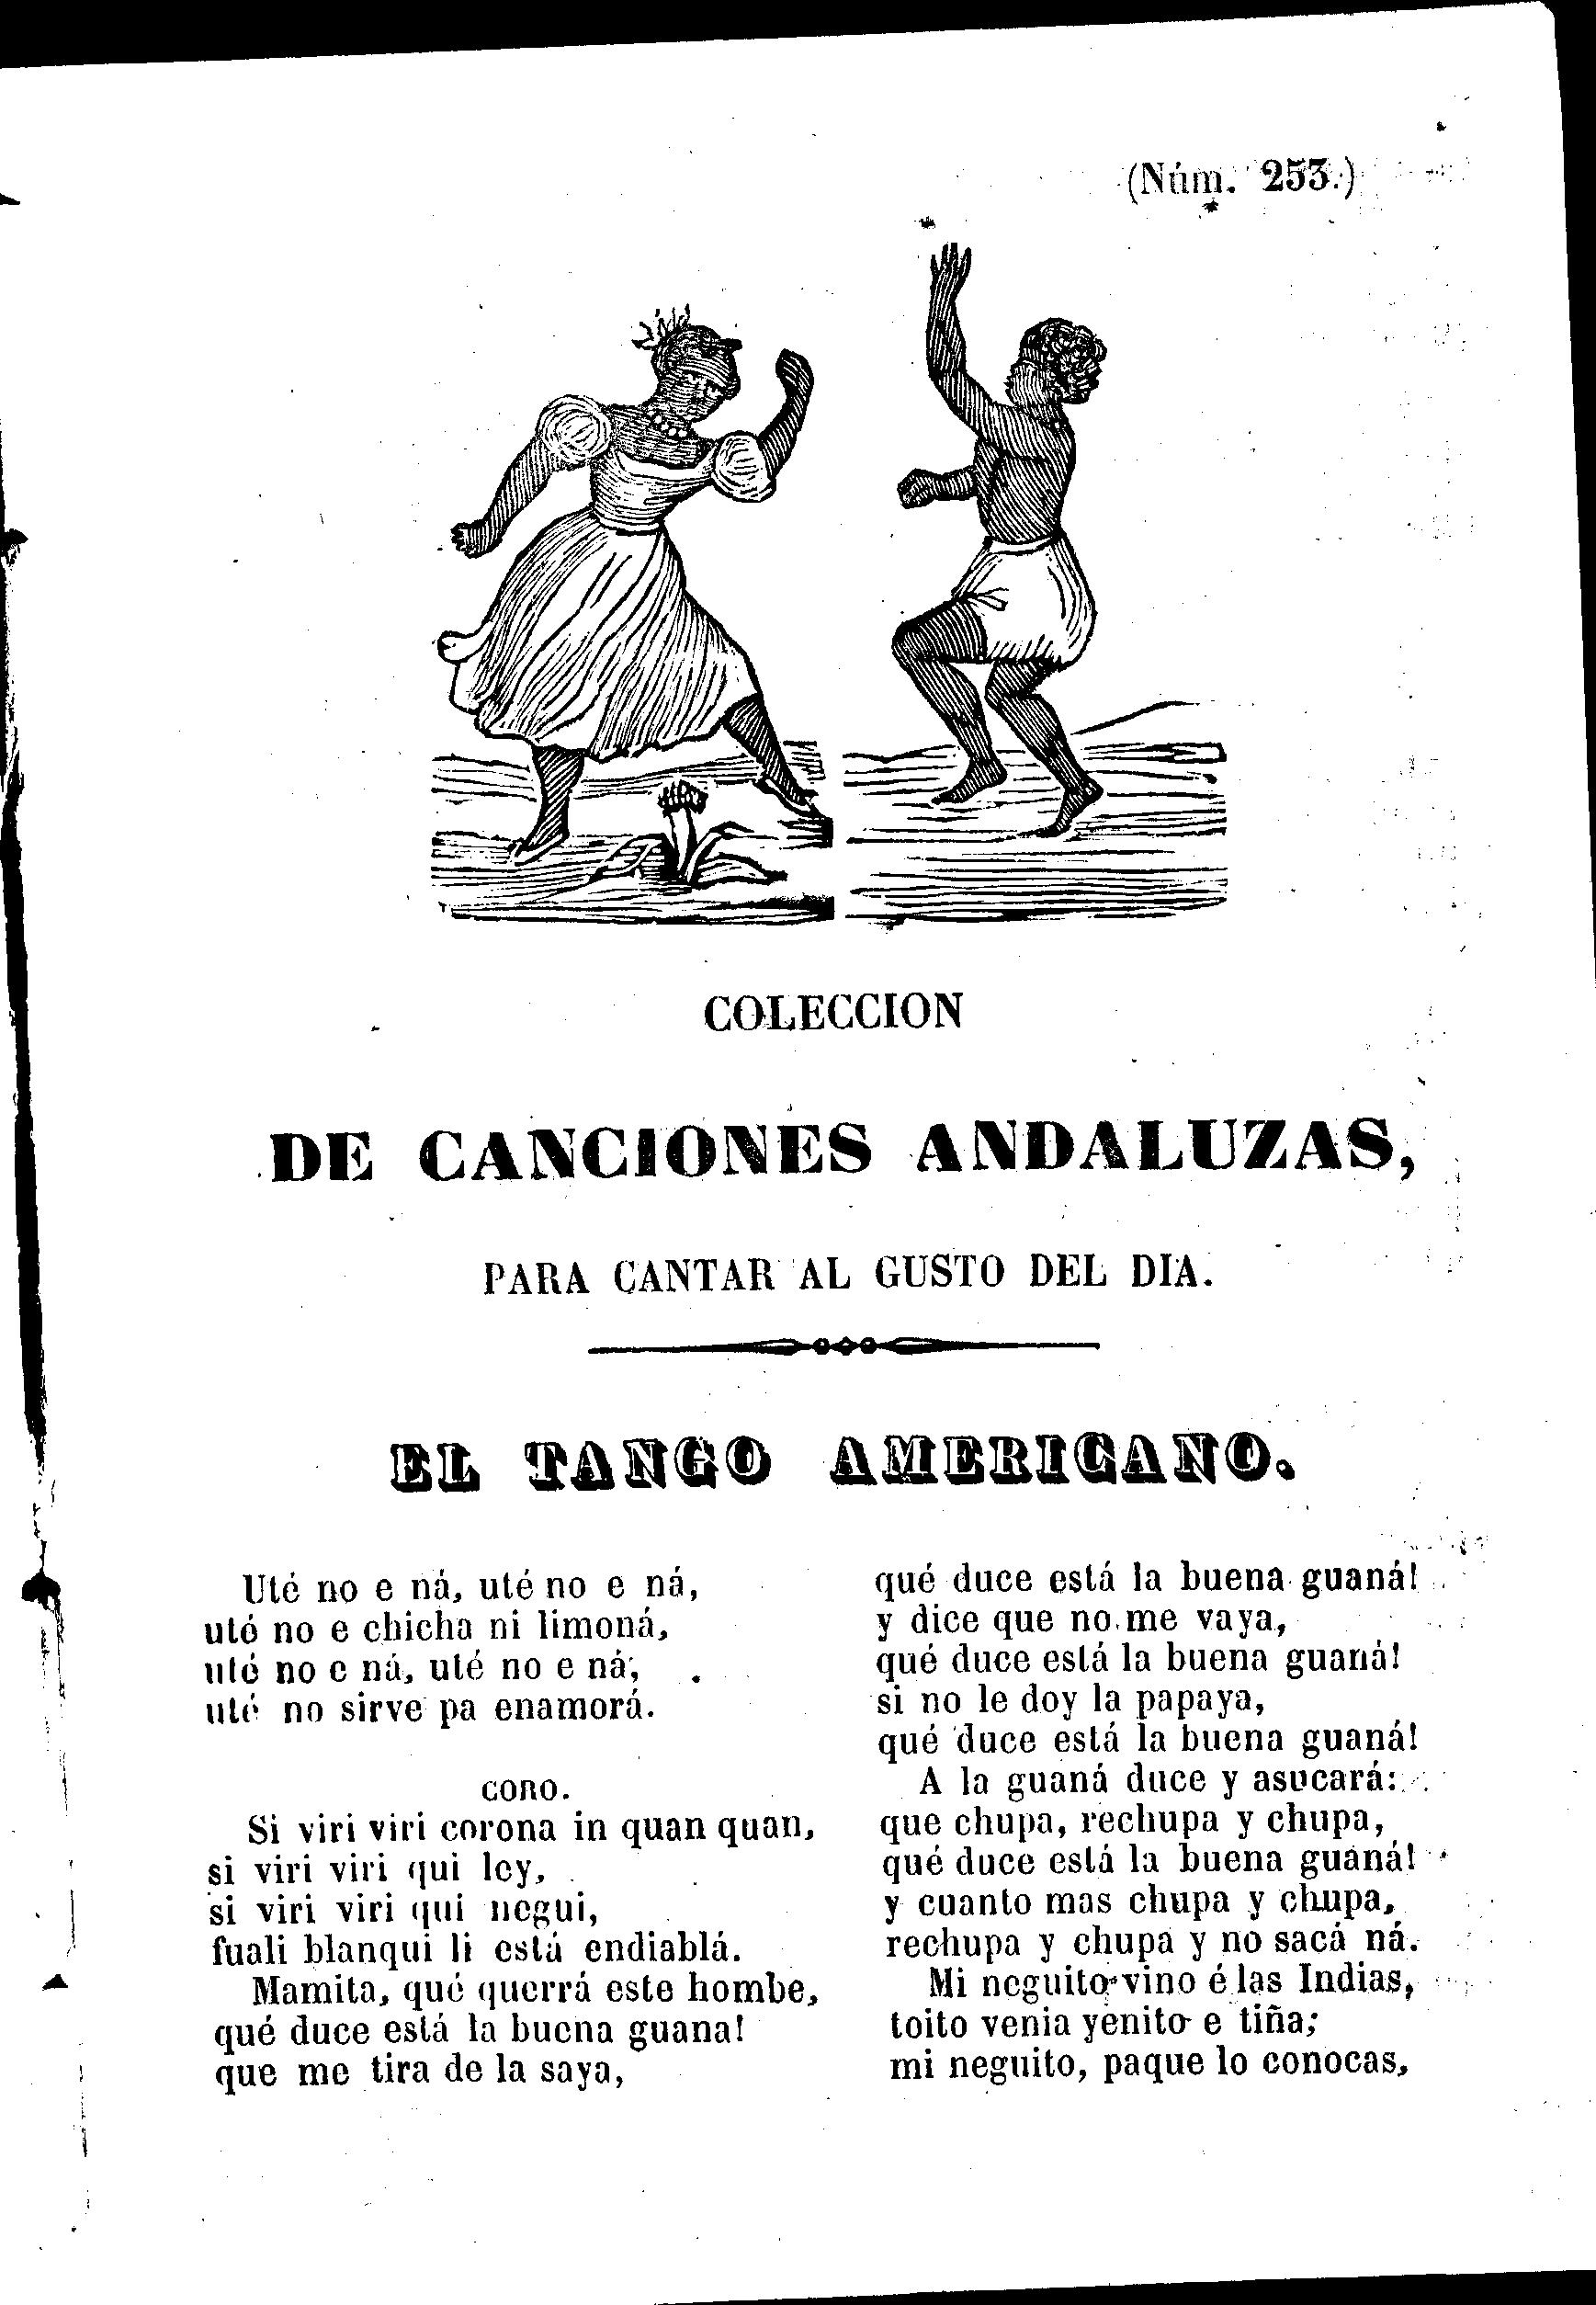 (Núm. 253.)
COLECCION
DE CANCIONES ANDALUZAS,
PARA CANTAR AL GUSTO DEL DIA.
EL TANGO AMERICANO.
Uté no e ná, uté no e ná,
uté no e chicha ni limoná,
uté no e ná, uté no e ná,
uté no sirve pa enamorá.
CORO.
Si viri viri corona in quan quan,
si viri viri qui ley,
si viri viri qui negui,
fuali blanqui li está endiablá.
Mamita, qué querrá este hombe,
qué duce está la buena guana!
que me tira de la saya,
qué duce está la buena guaná!
y dice que no me vaya,
qué duce está la buena guaná!
si no le doy la papaya,
qué duce está la buena guaná!
A la guaná duce y asucará:
que chupa, rechupa y chupa,
qué duce está la buena guaná!
y cuanto mas chupa y chupa,
rechupa y chupa y no sacá ná.
Mi neguito vino é las Indias,
toito venia yenito e tiña;
mi neguito, paque lo conocas,